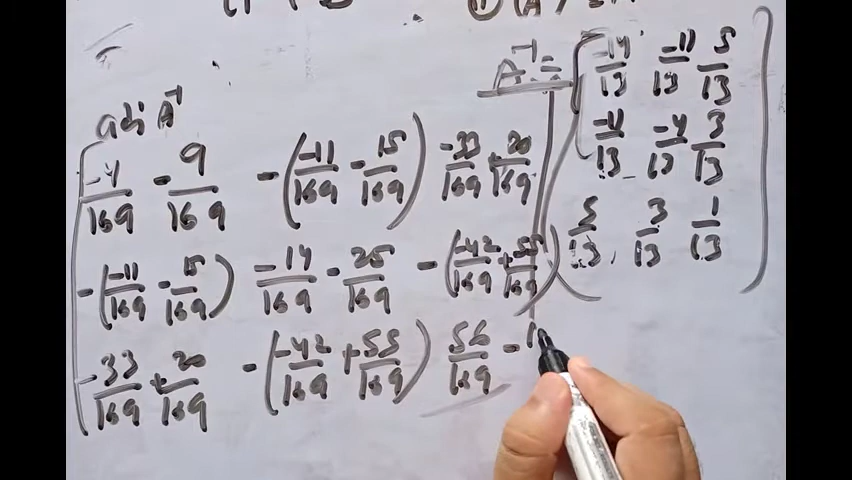 A⁻¹ =
-14/13 -11/13 5/13
-11/13 -4/13 3/13
5/13 3/13 1/13
adj A⁻¹
-4/169 - 9/169 -(-11/169 - 15/169) -33/169 + 20/169
-(-11/169 - 15/169) -14/169 - 25/169 -(-42/169 + 55/169)
-33/169 + 20/169 -(-42/169 + 55/169) 56/169 - 1